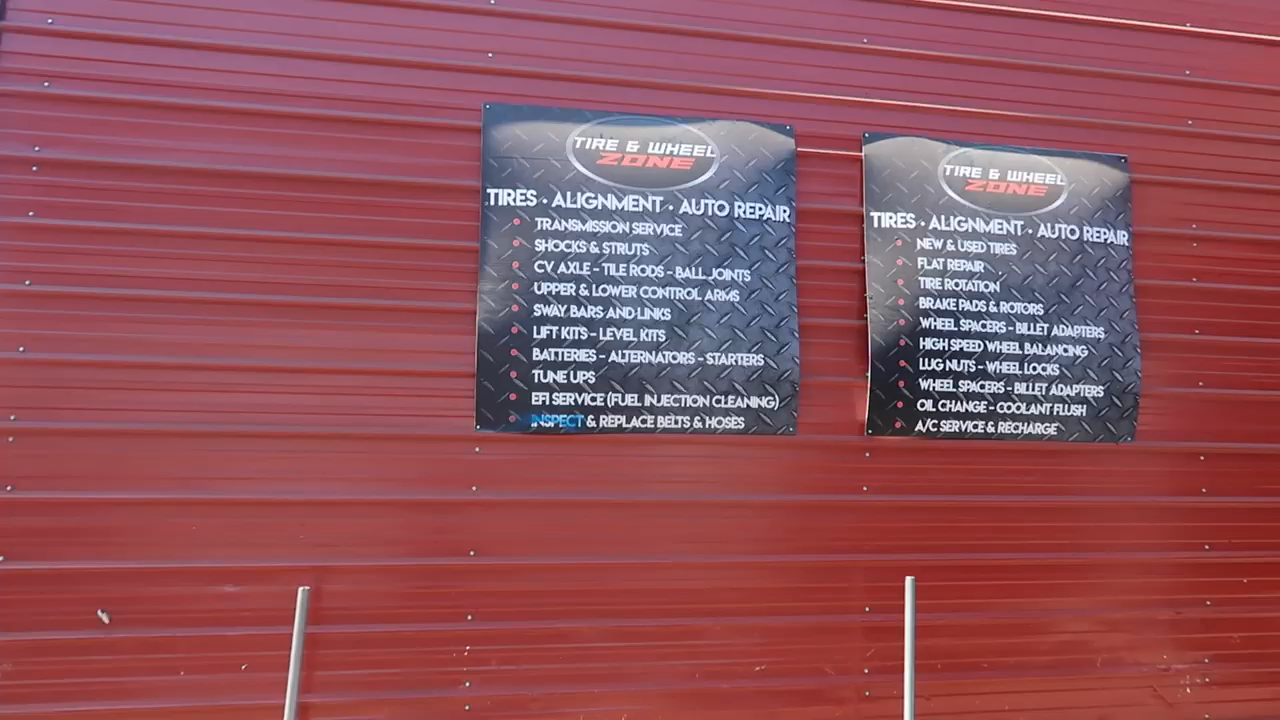 TIRE & WHEEL
ZONE
TIRES • ALIGNMENT • AUTO REPAIR
TRANSMISSION SERVICE
SHOCKS & STRUTS
CV AXLE - TILE RODS - BALL JOINTS
UPPER & LOWER CONTROL ARMS
SWAY BARS AND LINKS
LIFT KITS - LEVEL KITS
BATTERIES - ALTERNATORS - STARTERS
TUNE UPS
EFI SERVICE (FUEL INJECTION CLEANING)
INSPECT & REPLACE BELTS & HOSES
TIRE & WHEEL
ZONE
TIRES • ALIGNMENT • AUTO REPAIR
NEW & USED TIRES
FLAT REPAIR
TIRE ROTATION
BRAKE PADS & ROTORS
WHEEL SPACERS - BILLET ADAPTERS
HIGH SPEED WHEEL BALANCING
LUG NUTS - WHEEL LOCKS
WHEEL SPACERS - BILLET ADAPTERS
OIL CHANGE - COOLANT FLUSH
A/C SERVICE & RECHARGE